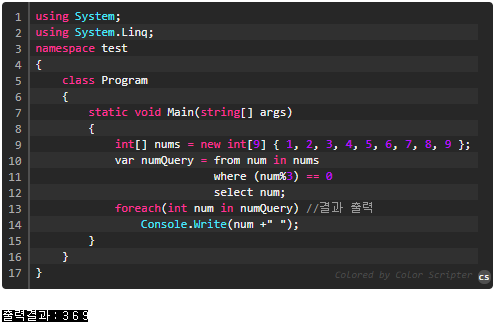 1 using System;
2 using System.Linq;
3 namespace test
4 {
5     class Program
6     {
7         static void Main(string[] args)
8         {
9             int[] nums = new int[9] { 1, 2, 3, 4, 5, 6, 7, 8, 9 };
10             var numQuery = from num in nums
11                            where (num%3) == 0
12                            select num;
13             foreach(int num in numQuery) //결과 출력
14                 Console.Write(num +" ");
15         }
16     }
17 }
Colored by Color Scripter
cs
출력결과 : 3 6 9